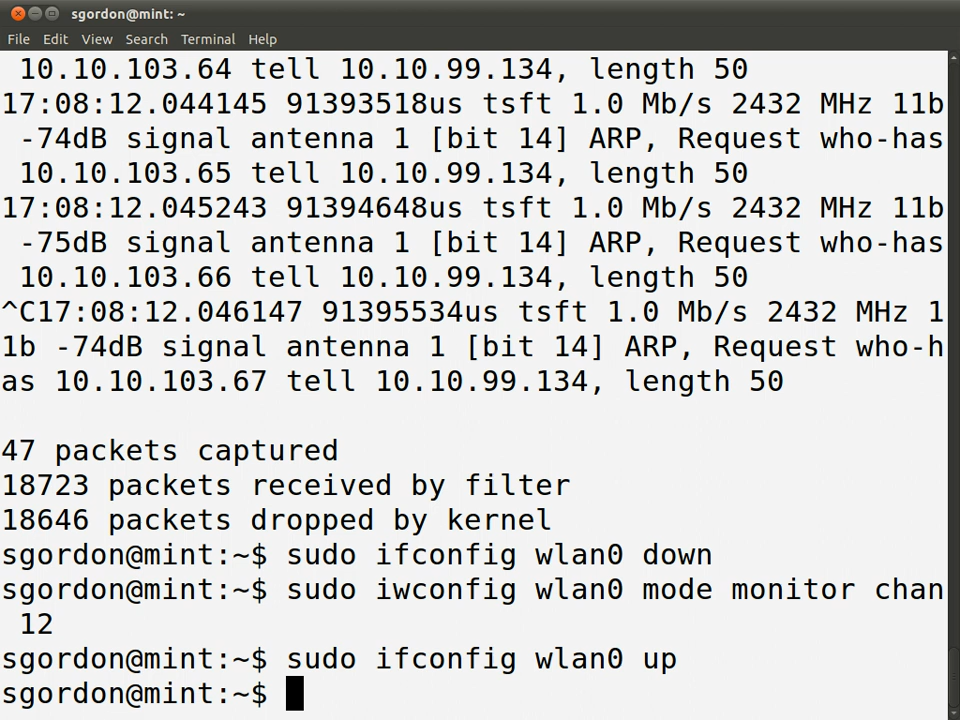 sgordon@mint: ~
File Edit View Search Terminal Help
10.10.103.64 tell 10.10.99.134, length 50
17:08:12.044145 91393518us tsft 1.0 Mb/s 2432 MHz 11b
-74dB signal antenna 1 [bit 14] ARP, Request who-has
10.10.103.65 tell 10.10.99.134, length 50
17:08:12.045243 91394648us tsft 1.0 Mb/s 2432 MHz 11b
-75dB signal antenna 1 [bit 14] ARP, Request who-has
10.10.103.66 tell 10.10.99.134, length 50
^C17:08:12.046147 91395534us tsft 1.0 Mb/s 2432 MHz 1
1b -74dB signal antenna 1 [bit 14] ARP, Request who-h
as 10.10.103.67 tell 10.10.99.134, length 50
47 packets captured
18723 packets received by filter
18646 packets dropped by kernel
sgordon@mint:~$ sudo ifconfig wlan0 down
sgordon@mint:~$ sudo iwconfig wlan0 mode monitor chan
12
sgordon@mint:~$ sudo ifconfig wlan0 up
sgordon@mint:~$